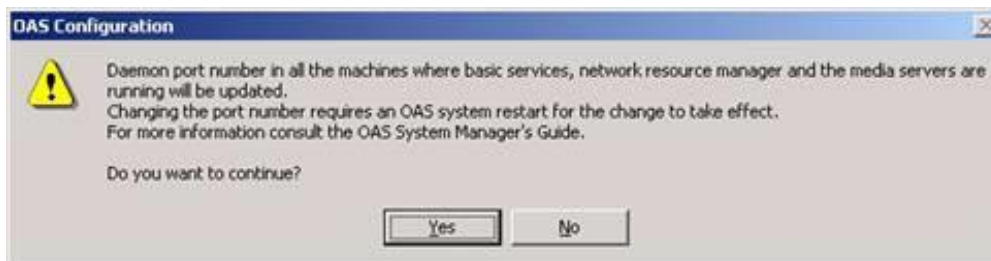 OAS Configuration
Daemon port number in all the machines where basic services, network resource manager and the media servers are
running will be updated.
Changing the port number requires an OAS system restart for the change to take effect.
For more information consult the OAS System Manager's Guide.
Do you want to continue?
Yes
No